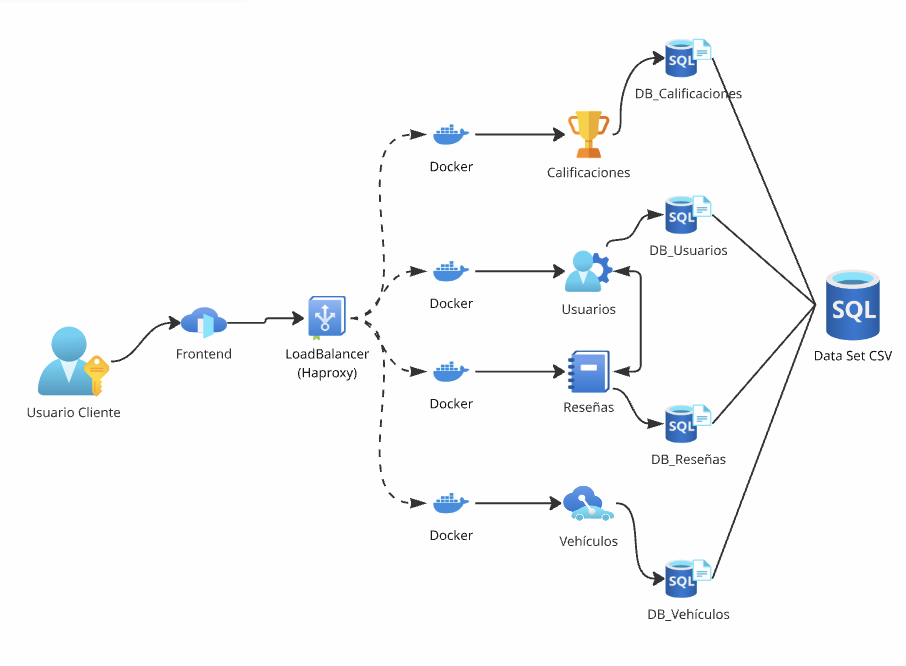 SQL
DB_Calificaciones
Docker
Calificaciones
SQL
DB_Usuarios
Docker
Usuarios
SQL
Data Set CSV
Frontend
LoadBalancer
(Haproxy)
Usuario Cliente
Docker
Reseñas
SQL
DB_Reseñas
Docker
Vehículos
SQL
DB_Vehículos